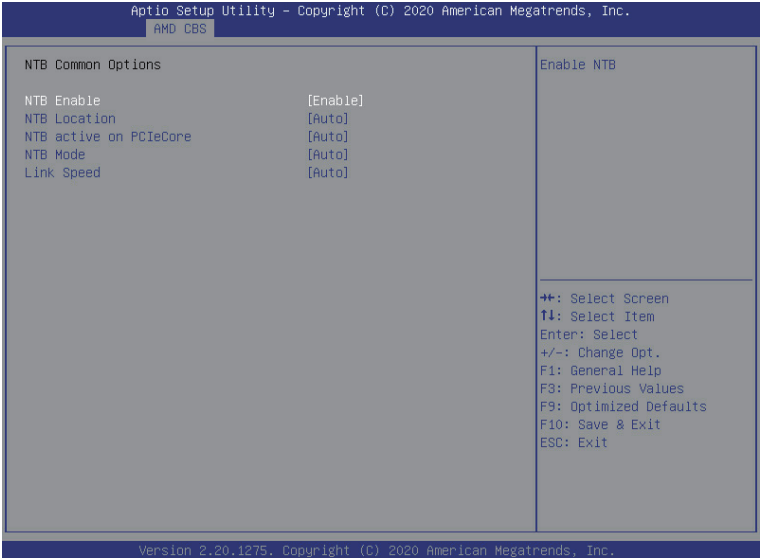 Aptio Setup Utility – Copyright (C) 2020 American Megatrends, Inc.
AMD CBS
NTB Common Options
NTB Enable [Enable]
NTB Location [Auto]
NTB active on PCIeCore [Auto]
NTB Mode [Auto]
Link Speed [Auto]
Enable NTB
→←: Select Screen
↑↓: Select Item
Enter: Select
+/-: Change Opt.
F1: General Help
F3: Previous Values
F9: Optimized Defaults
F10: Save & Exit
ESC: Exit
Version 2.20.1275. Copyright (C) 2020 American Megatrends, Inc.